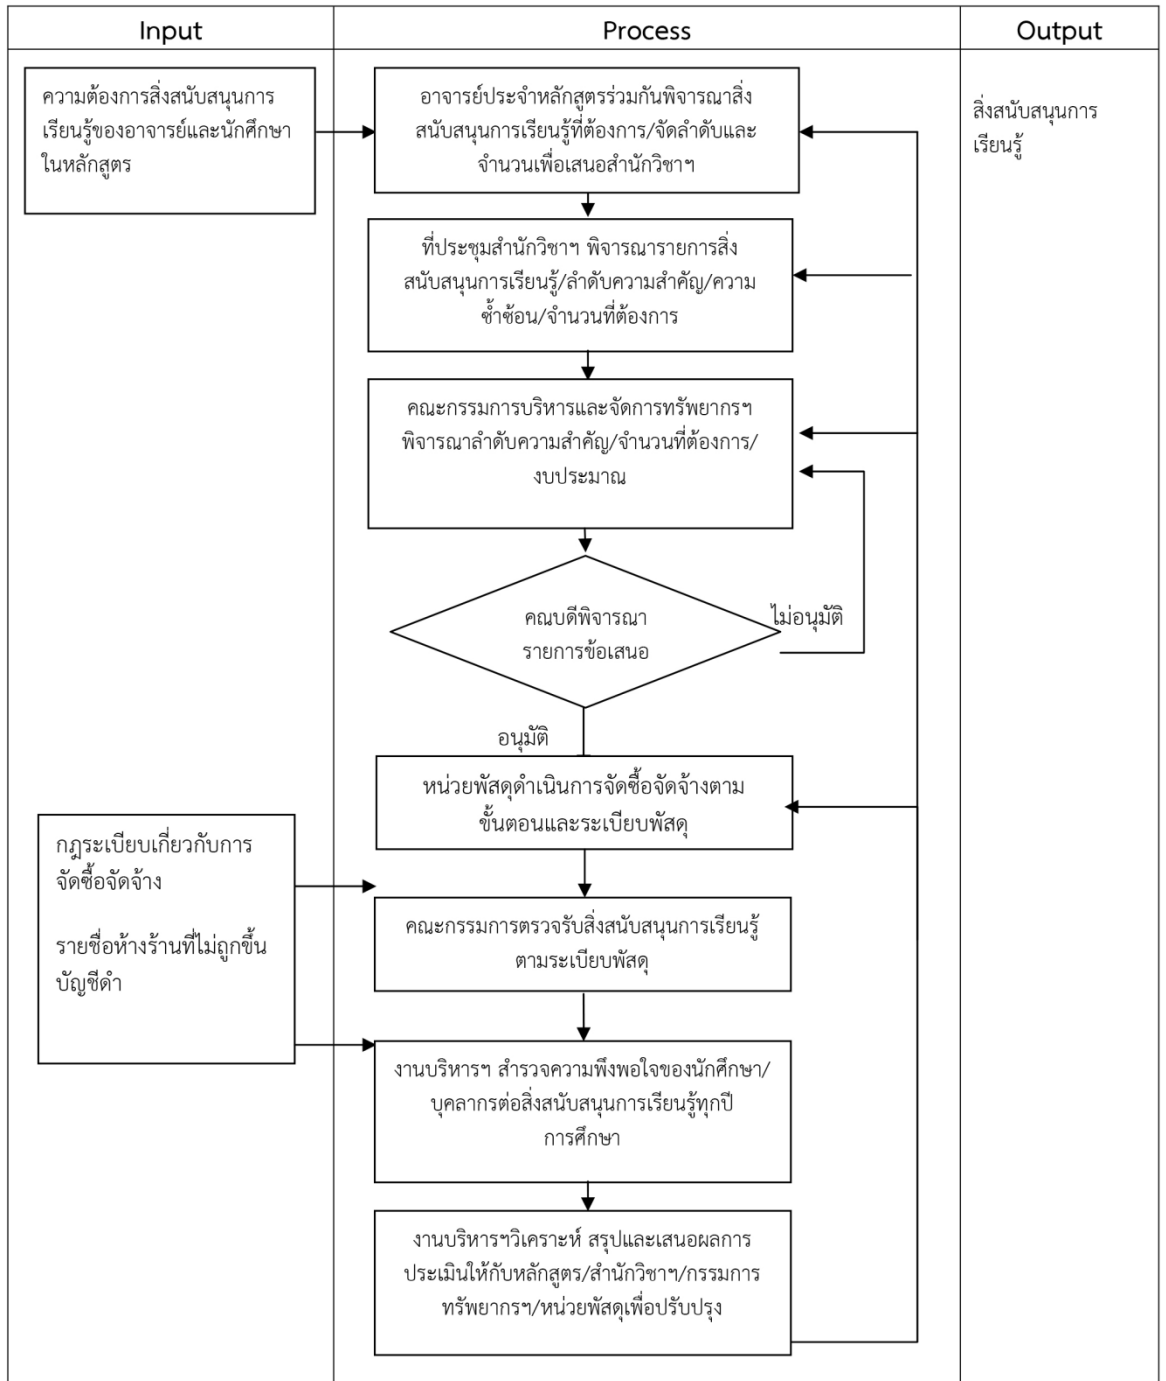 Input
Process
Output
ความต้องการสิ่งสนับสนุนการ
เรียนรู้ของอาจารย์และนักศึกษา
ในหลักสูตร
อาจารย์ประจำหลักสูตรร่วมกันพิจารณาสิ่ง
สนับสนุนการเรียนรู้ที่ต้องการ/จัดลำดับและ
จำนวนเพื่อเสนอสำนักวิชาฯ
สิ่งสนับสนุนการ
เรียนรู้
ที่ประชุมสำนักวิชาฯ พิจารณารายการสิ่ง
สนับสนุนการเรียนรู้/ลำดับความสำคัญ/ความ
ซ้ำซ้อน/จำนวนที่ต้องการ
คณะกรรมการบริหารและจัดการทรัพยากรฯ
พิจารณาลำดับความสำคัญ/จำนวนที่ต้องการ/
งบประมาณ
คณบดีพิจารณา
รายการข้อเสนอ
ไม่อนุมัติ
อนุมัติ
หน่วยพัสดุดำเนินการจัดซื้อจัดจ้างตาม
ขั้นตอนและระเบียบพัสดุ
กฎระเบียบเกี่ยวกับการ
จัดซื้อจัดจ้าง
รายชื่อห้างร้านที่ไม่ถูกขึ้น
บัญชีดำ
คณะกรรมการตรวจรับสิ่งสนับสนุนการเรียนรู้
ตามระเบียบพัสดุ
งานบริหารฯ สำรวจความพึงพอใจของนักศึกษา/
บุคลากรต่อสิ่งสนับสนุนการเรียนรู้ทุกปี
การศึกษา
งานบริหารฯวิเคราะห์ สรุปและเสนอผลการ
ประเมินให้กับหลักสูตร/สำนักวิชาฯ/กรรมการ
ทรัพยากรฯ/หน่วยพัสดุเพื่อปรับปรุง